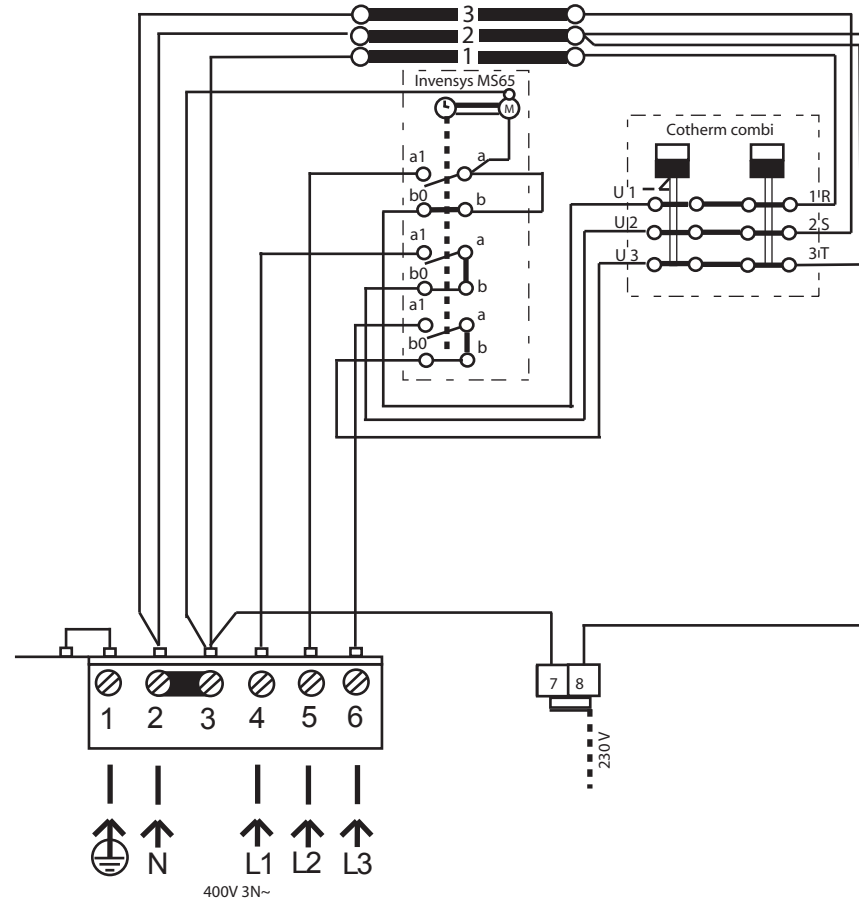 3
2
1
Invensys MS65
M
a1 a
b0 b
a1 a
b0 b
a1 a
b0 b
Cotherm combi
U 1 1 R
U 2 2 S
U 3 3 T
7 8
230 V
1 2 3 4 5 6
N L1 L2 L3
400V 3N~